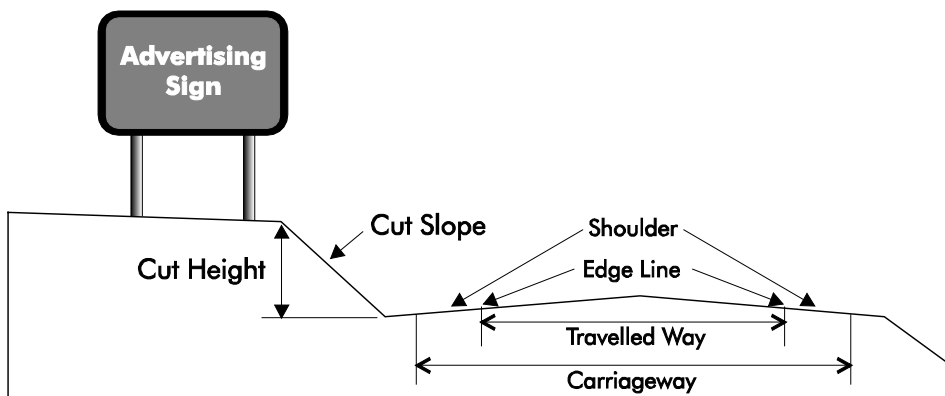 Advertising
Sign
Cut Slope
Shoulder
Cut Height
Edge Line
Travelled Way
Carriageway